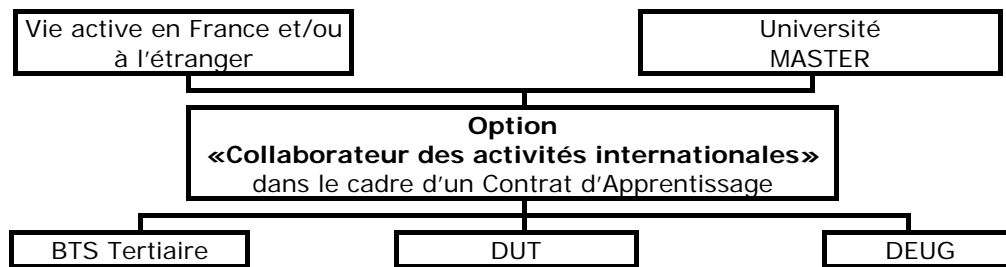 Vie active en France et/ou
à l'étranger
Université
MASTER
Option
«Collaborateur des activités internationales»
dans le cadre d'un Contrat d'Apprentissage
BTS Tertiaire
DUT
DEUG